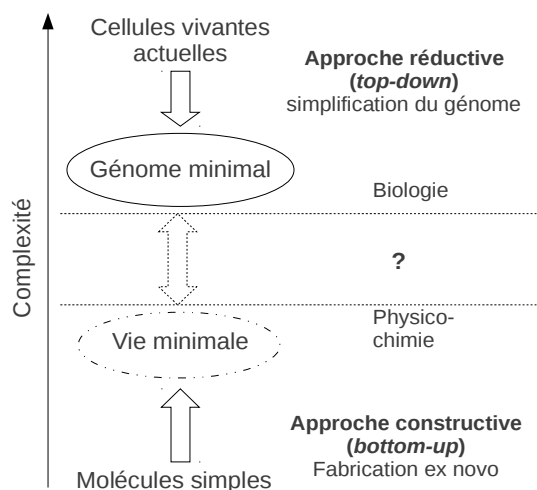 Cellules vivantes
actuelles
Approche réductive
(top-down)
simplification du génome
Génome minimal
Biologie
Complexité
?
Physico-
chimie
Vie minimale
Approche constructive
(bottom-up)
Fabrication ex novo
Molécules simples